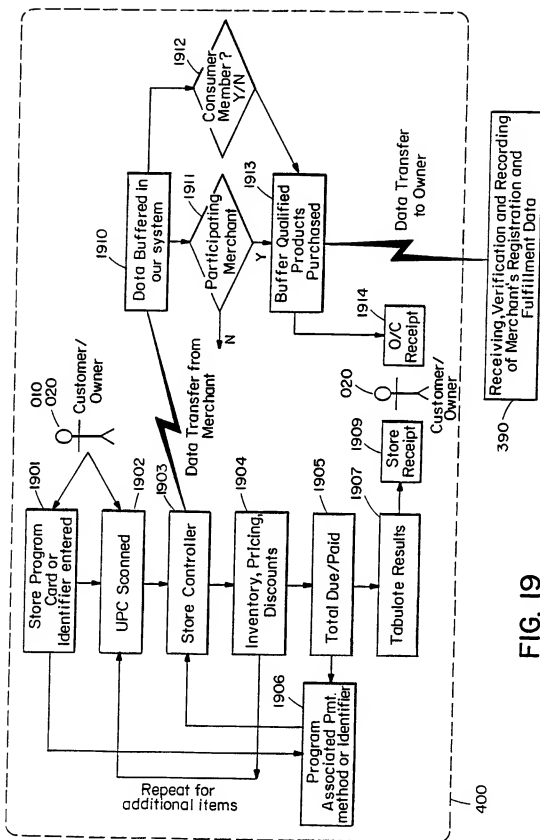 010
020
Customer/
Owner
1901
Store Program
Card or
Identifier entered
1902
UPC Sconned
1903
Store Controller
1904
Inventory, Pricing,
Discounts
1905
Total Due/Paid
1907
Tabulote Results
1909
Store
Receipt
1906
Program
Associated Pmt.
method or Identifier
Repeat for
additional items
Data Transfer from
Merchant
1910
Data Buffered in
our system
1911
Participating
Merchant
N
Y
1912
Consumer
Member?
Y/N
1913
Buffer Qualified
Products
Purchased
1914
O/C
Receipt
020
Customer/
Owner
Data Transfer
to Owner
390
Receiving,Verification and Recording
of Merchant's Registration and
Fulfillment Data
400
FIG. 19